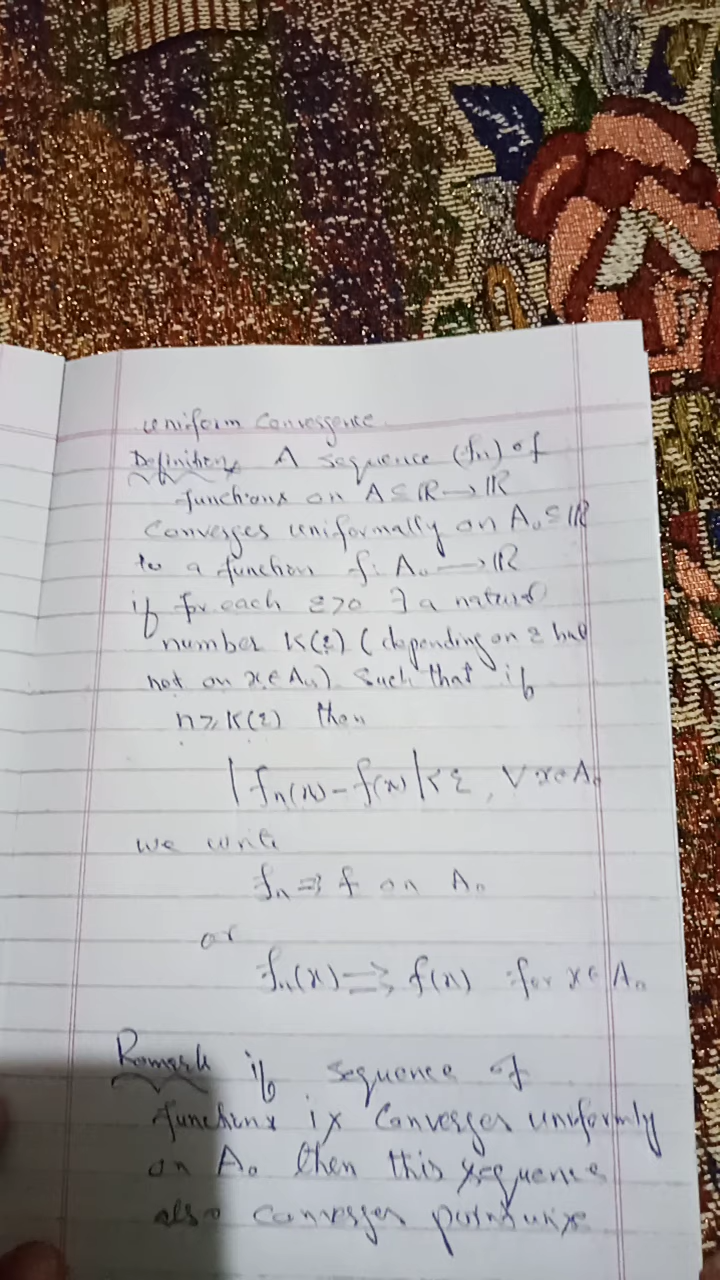 uniform Convergence
Definition A sequence (fn) of
functions on A ⊆ ℝ → ℝ
Converges uniformally on A₀ ⊆ ℝ
to a function f: A₀ → ℝ
if for each ε>0 ∃ a natural
number K(ε) (depending on ε but
not on x ∈ A₀) Such that if
n ≥ K(ε) then
|fn(x) - f(x)| < ε, ∀ x ∈ A₀
we write
fn ⇉ f on A₀
or
fn(x) ⇉ f(x) for x ∈ A₀
Remark if sequence of
functions is Converges uniformly
on A₀ then this sequence
also converges pointwise